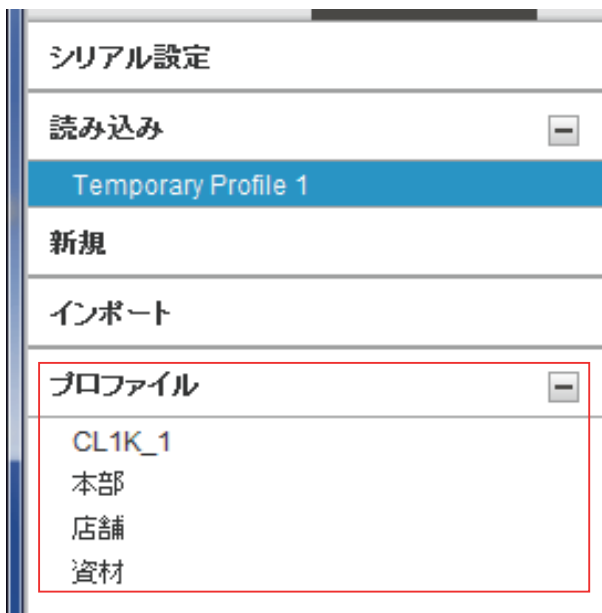 シリアル設定
読み込み
Temporary Profile 1
新規
インポート
プロファイル
CL1K_1
本部
店舗
資材